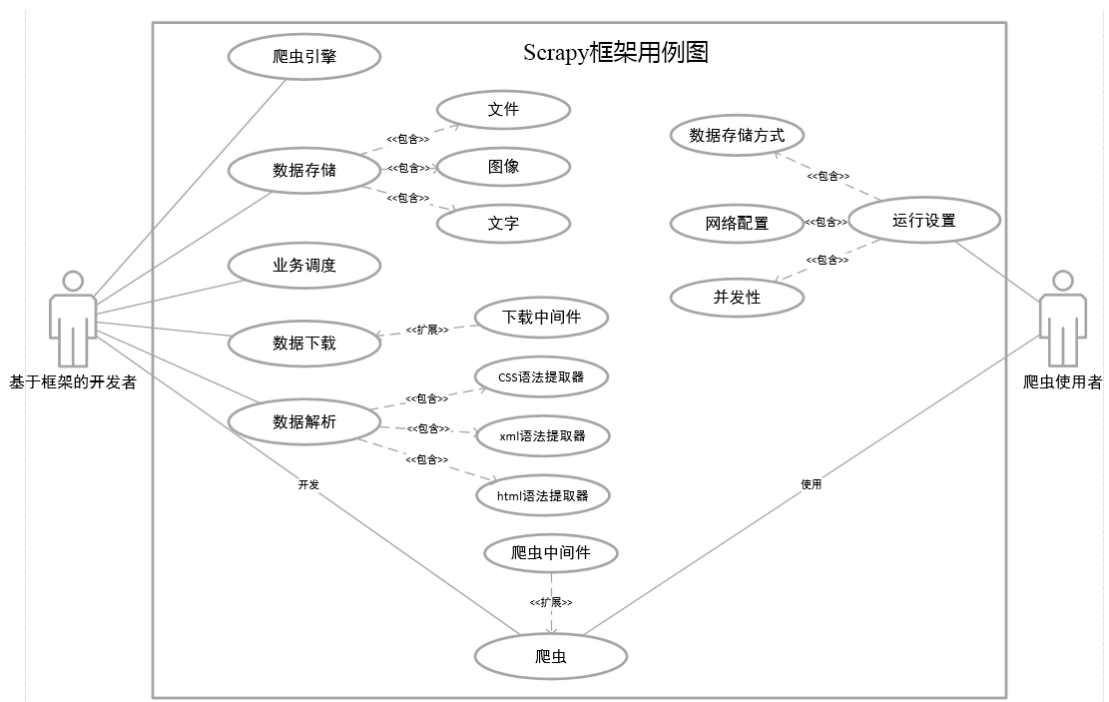 Scrapy框架用例图
爬虫引擎
文件
<<包含>>
数据存储
<<包含>>
图像
<<包含>>
文字
业务调度
下载中间件
<<扩展>>
数据下载
CSS语法提取器
<<包含>>
数据解析
<<包含>>
xml语法提取器
<<包含>>
html语法提取器
基于框架的开发者
开发
爬虫中间件
<<扩展>>
爬虫
数据存储方式
<<包含>>
网络配置
<<包含>>
运行设置
<<包含>>
并发性
爬虫使用者
使用